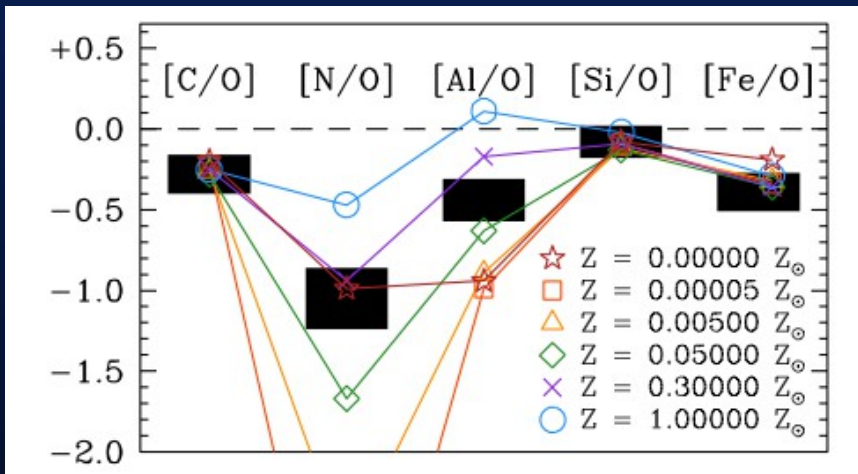 +0.5
[C/O] [N/O] [Al/O] [Si/O] [Fe/O]
0.0
−0.5
−1.0
−1.5
−2.0
Z = 0.00000 Z⊙
Z = 0.00005 Z⊙
Z = 0.00500 Z⊙
Z = 0.05000 Z⊙
Z = 0.30000 Z⊙
Z = 1.00000 Z⊙